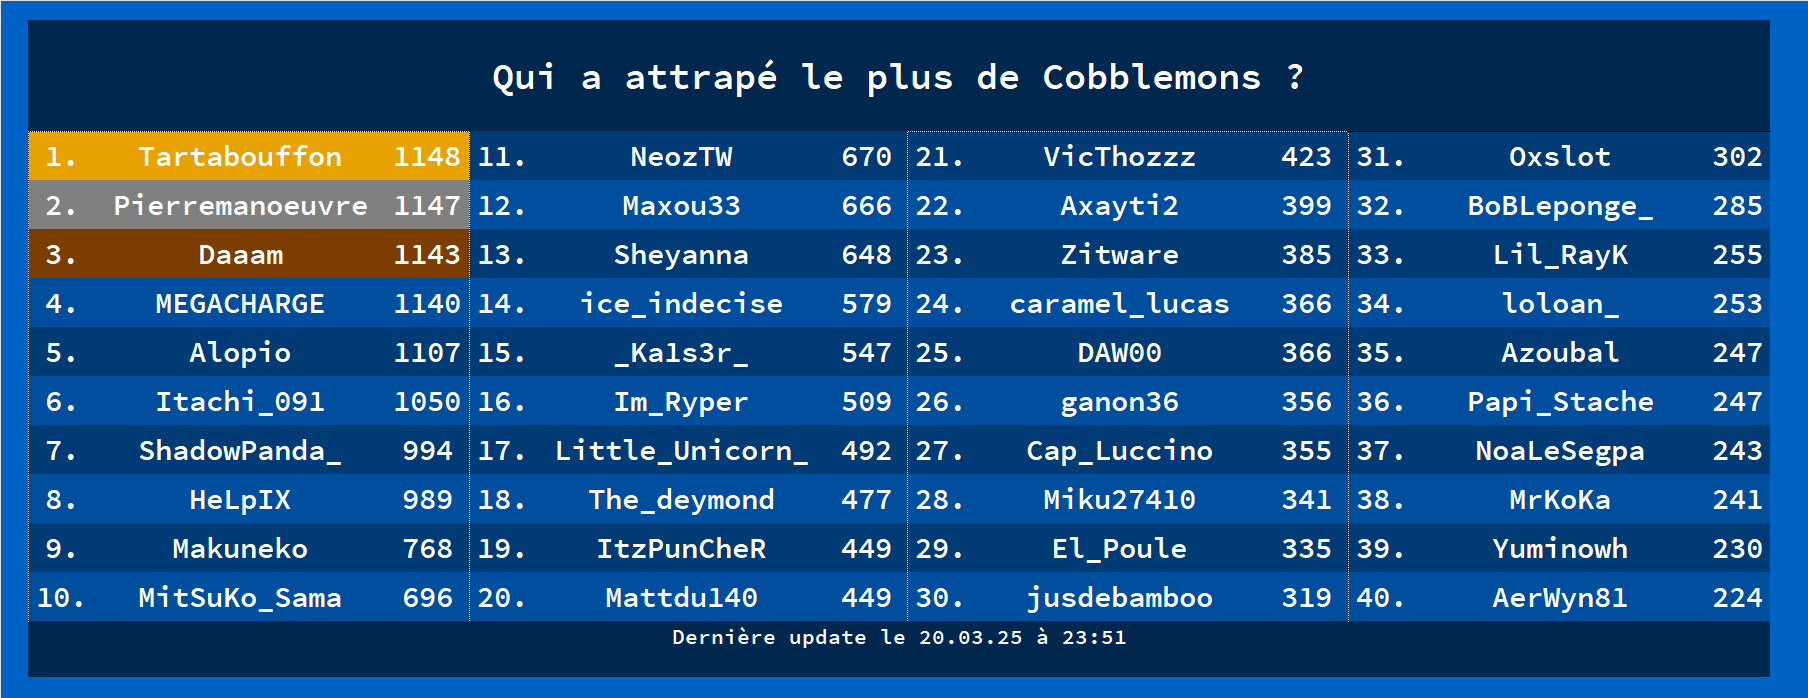 Qui a attrapé le plus de Cobblemons ?
1. Tartabouffon 1148
2. Pierremanoeuvre 1147
3. Daaam 1143
4. MEGACHARGE 1140
5. Alopio 1107
6. Itachi_091 1050
7. ShadowPanda_ 994
8. HeLpIX 989
9. Makuneko 768
10. MitSuKo_Sama 696
11. NeozTW 670
12. Maxou33 666
13. Sheyanna 648
14. ice_indecise 579
15. _Ka1s3r_ 547
16. Im_Ryper 509
17. Little_Unicorn_ 492
18. The_deymond 477
19. ItzPunCheR 449
20. Mattdu140 449
21. VicThozzz 423
22. Axayti2 399
23. Zitware 385
24. caramel_lucas 366
25. DAW00 366
26. ganon36 356
27. Cap_Luccino 355
28. Miku27410 341
29. El_Poule 335
30. jusdebamboo 319
31. Oxslot 302
32. BoBLeponge_ 285
33. Lil_RayK 255
34. loloan_ 253
35. Azoubal 247
36. Papi_Stache 247
37. NoaLeSegpa 243
38. MrKoKa 241
39. Yuminowh 230
40. AerWyn81 224
Dernière update le 20.03.25 à 23:51